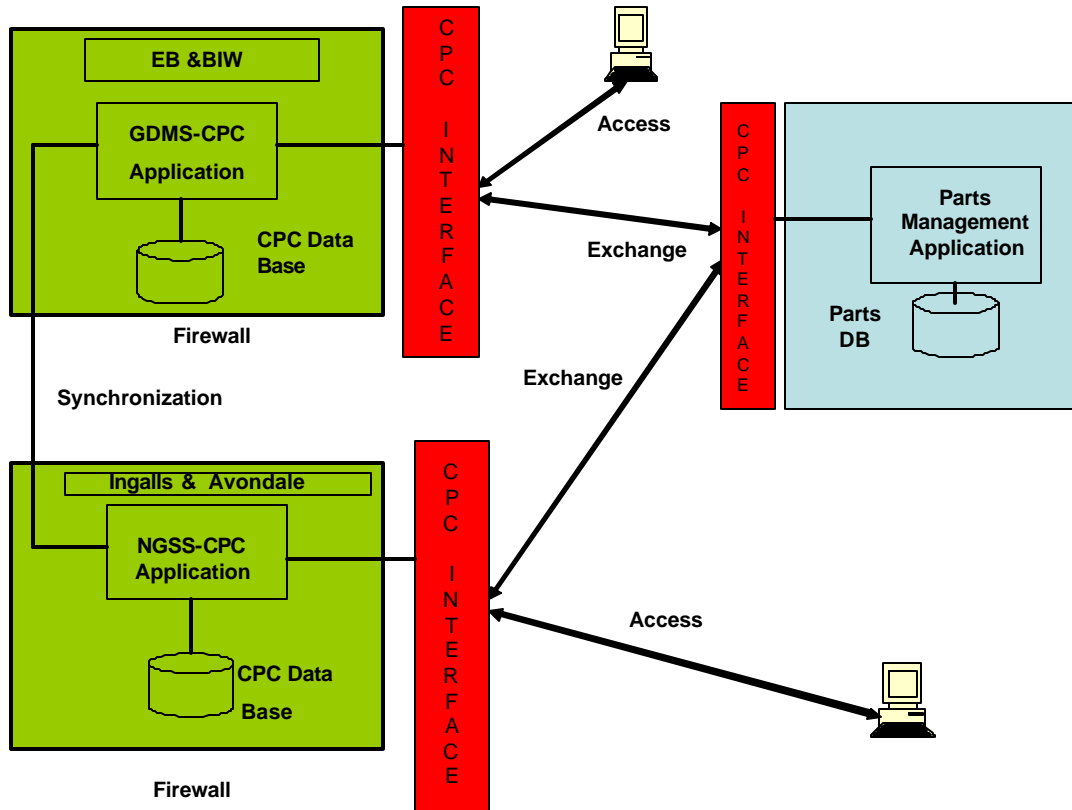 EB &BIW
GDMS-CPC
Application
CPC Data
Base
Firewall
CPC INTERFACE
Access
Exchange
CPC INTERFACE
Parts
Management
Application
Parts
DB
Synchronization
Exchange
Ingalls & Avondale
NGSS-CPC
Application
CPC Data
Base
Firewall
CPC INTERFACE
Access